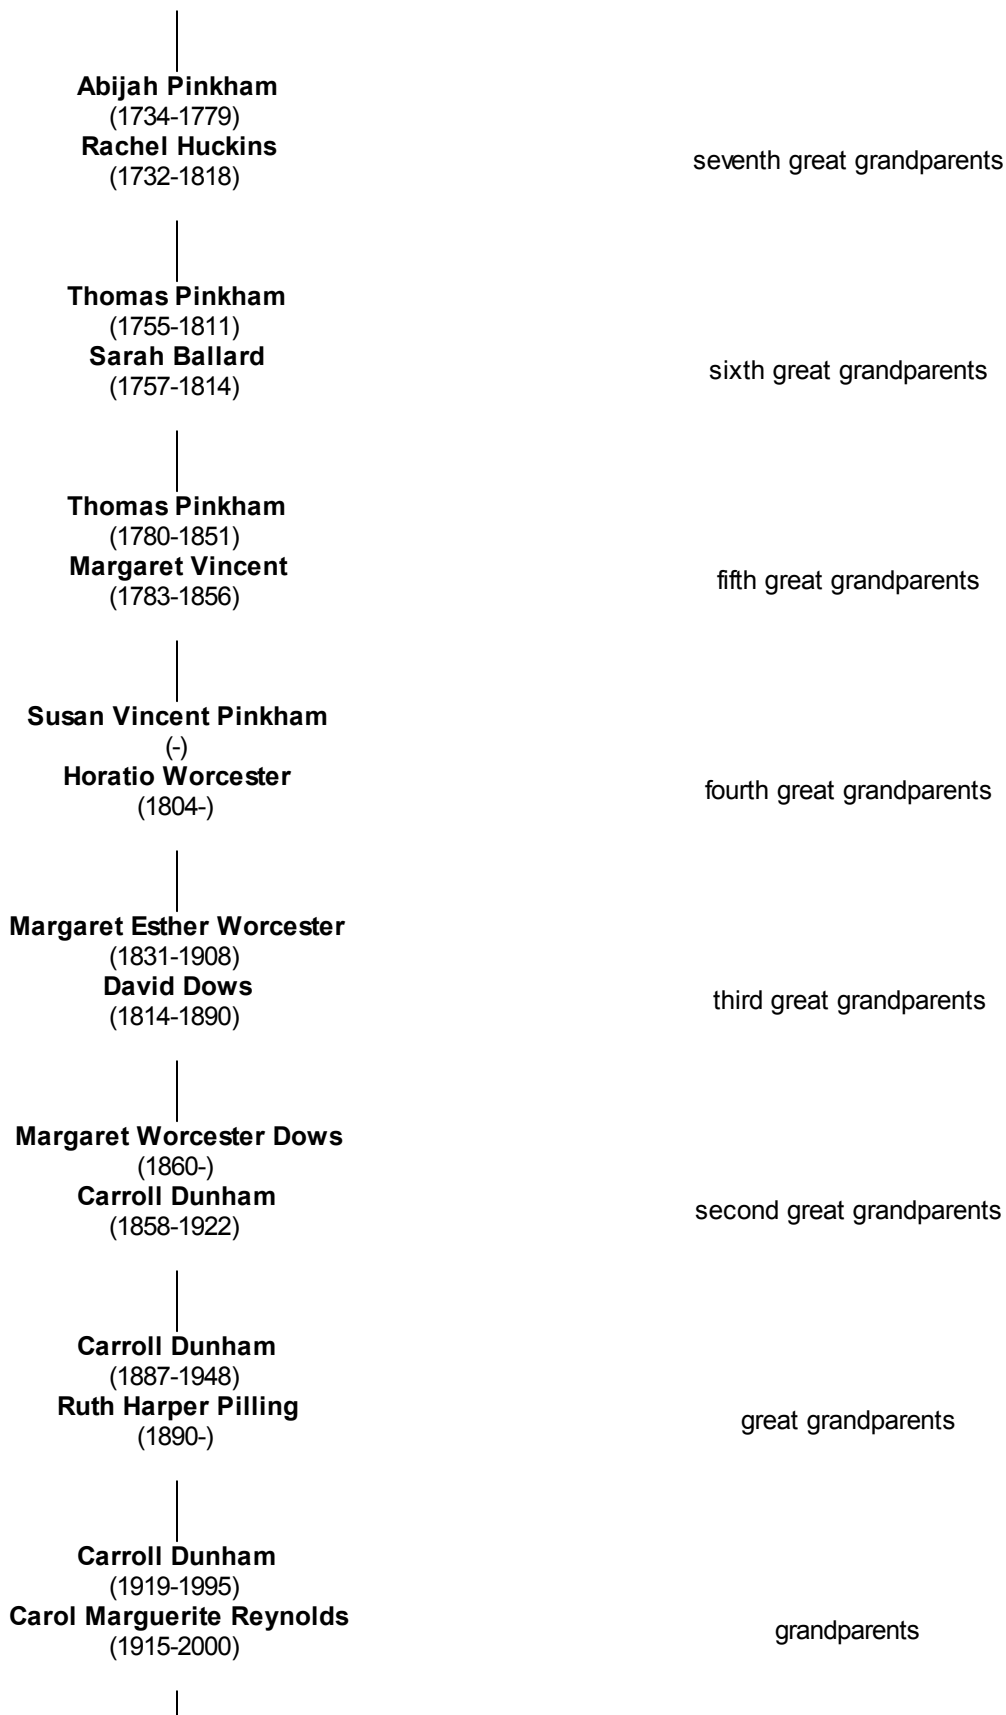 Abijah Pinkham
(1734-1779)
Rachel Huckins
(1732-1818)
seventh great grandparents
Thomas Pinkham
(1755-1811)
Sarah Ballard
(1757-1814)
sixth great grandparents
Thomas Pinkham
(1780-1851)
Margaret Vincent
(1783-1856)
fifth great grandparents
Susan Vincent Pinkham
(-)
Horatio Worcester
(1804-)
fourth great grandparents
Margaret Esther Worcester
(1831-1908)
David Dows
(1814-1890)
third great grandparents
Margaret Worcester Dows
(1860-)
Carroll Dunham
(1858-1922)
second great grandparents
Carroll Dunham
(1887-1948)
Ruth Harper Pilling
(1890-)
great grandparents
Carroll Dunham
(1919-1995)
Carol Marguerite Reynolds
(1915-2000)
grandparents